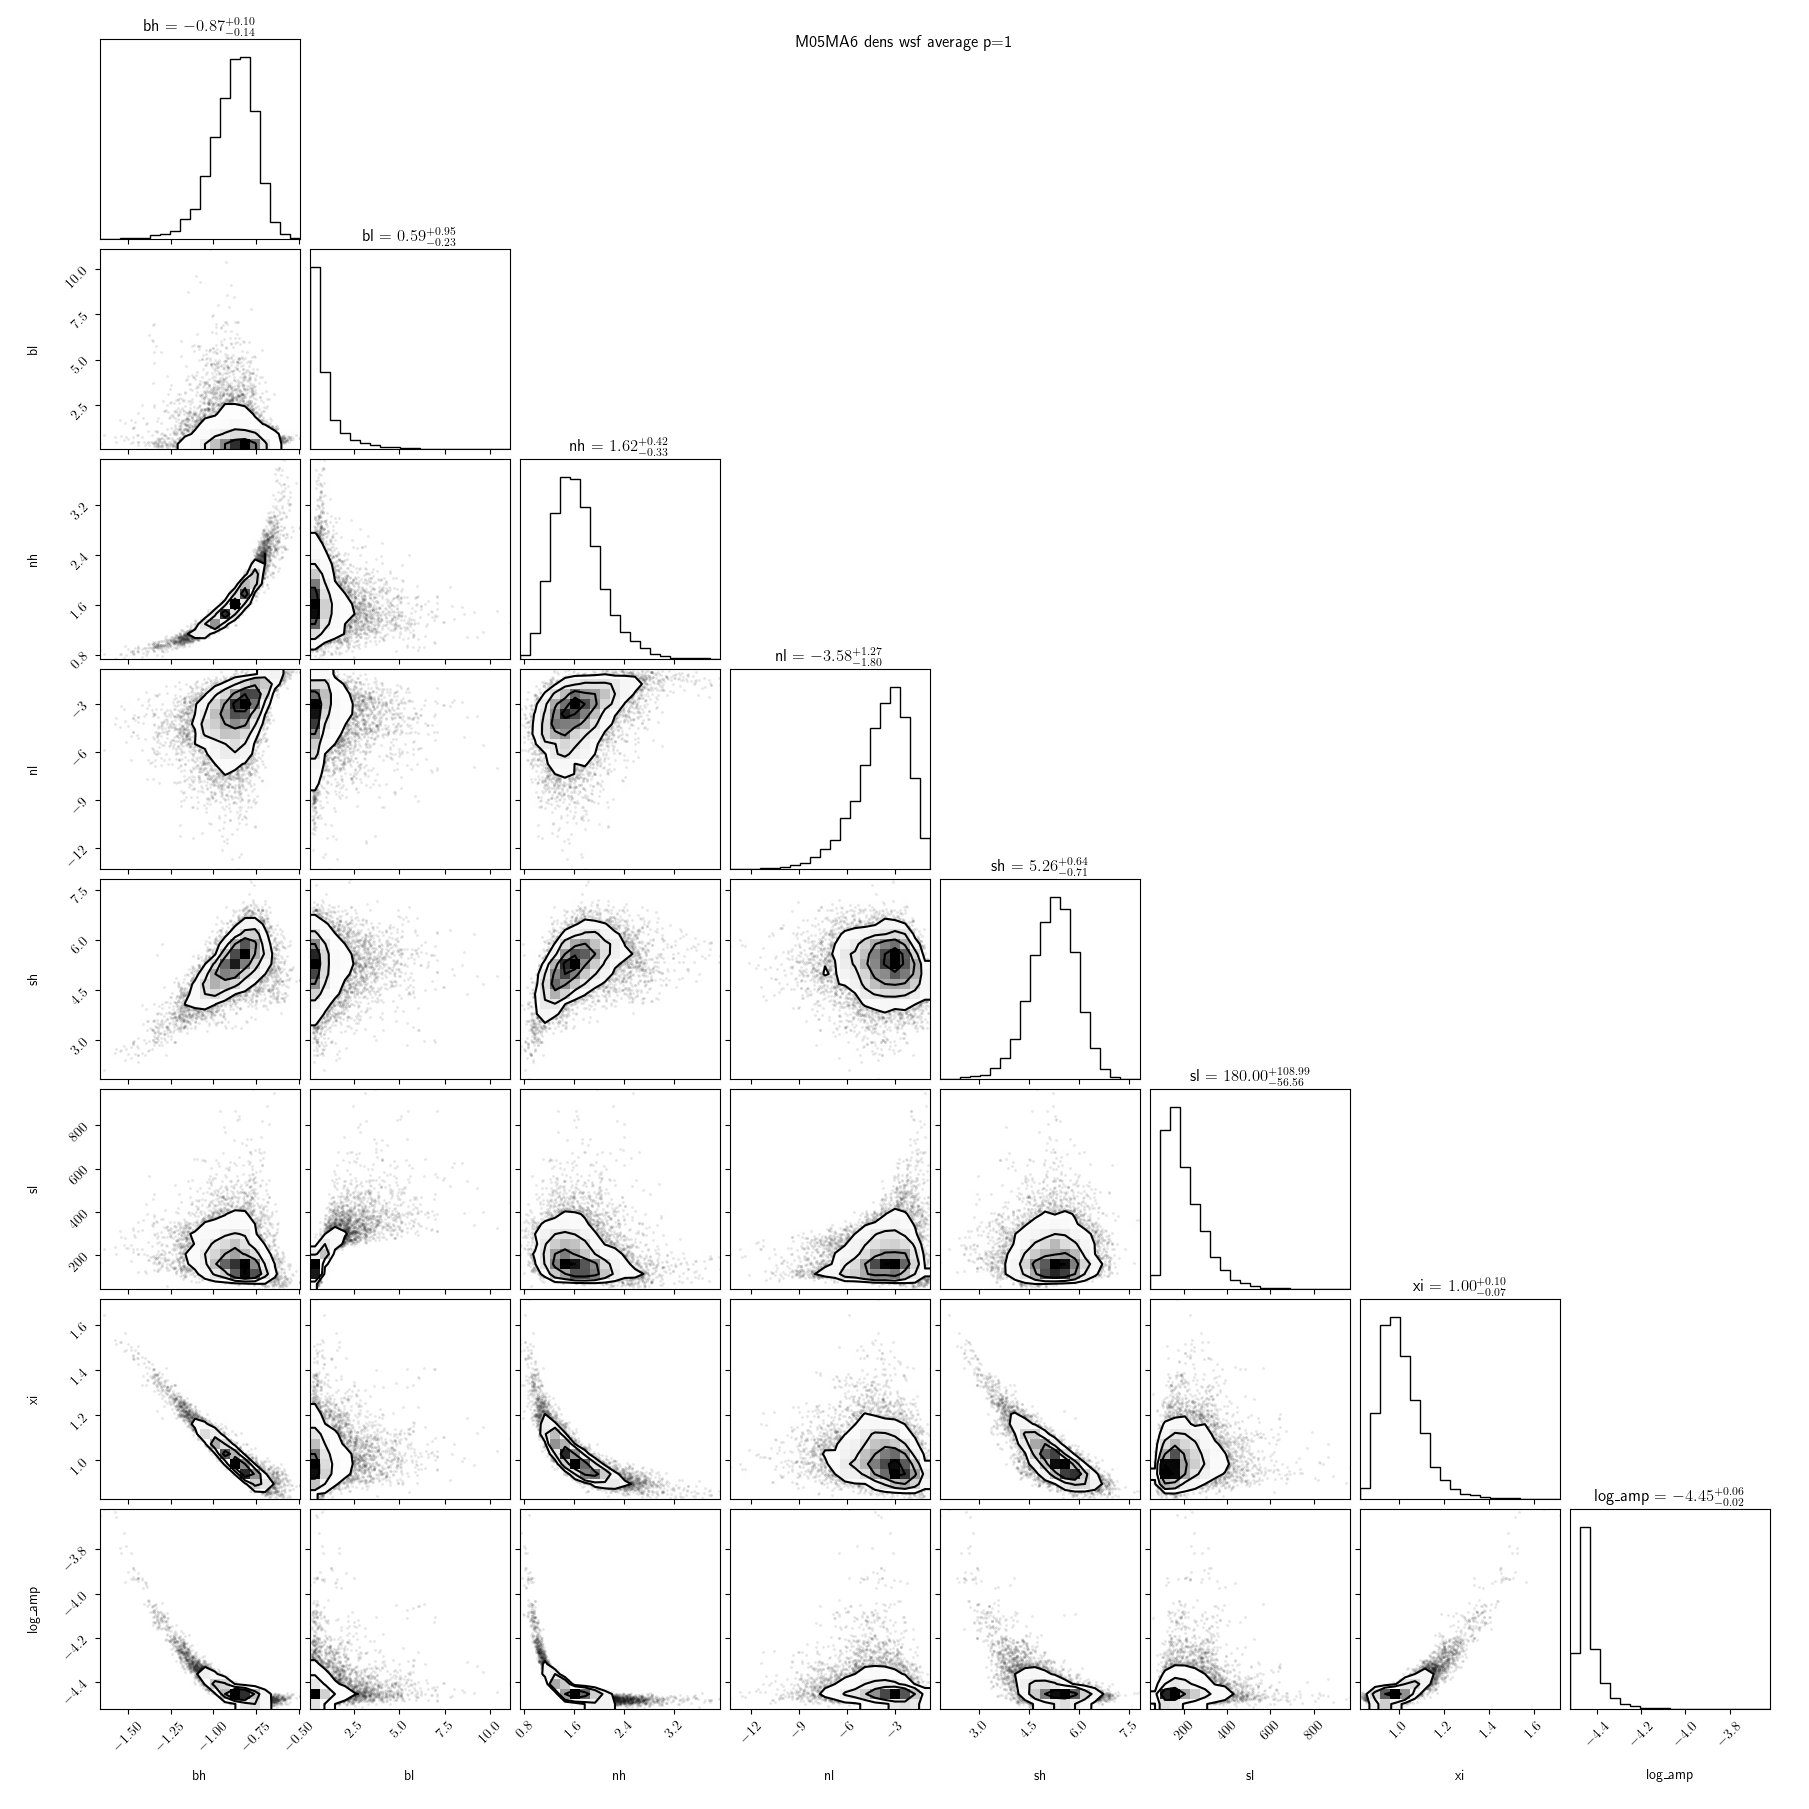 M05MA6 dens wsf average p=1
bh = −0.87+0.10 −0.14
bl = 0.59+0.95 −0.23
10.0
7.5
5.0
2.5
bl
nh = 1.62+0.42 −0.33
3.2
2.4
1.6
0.8
nh
nl = −3.58+1.27 −1.80
−3
−6
−9
−12
nl
sh = 5.26+0.64 −0.71
7.5
6.0
4.5
3.0
sh
sl = 180.00+108.99 −56.56
800
600
400
200
sl
xi = 1.00+0.10 −0.07
1.6
1.4
1.2
1.0
xi
log_amp = −4.45+0.06 −0.02
−3.8
−4.0
−4.2
−4.4
log_amp
−1.50 −1.25 −1.00 −0.75 −0.50 2.5 5.0 7.5 10.0 0.8 1.6 2.4 3.2 −12 −9 −6 −3 3.0 4.5 6.0 7.5 200 400 600 800 1.0 1.2 1.4 1.6 −4.4 −4.2 −4.0 −3.8
bh bl nh nl sh sl xi log_amp